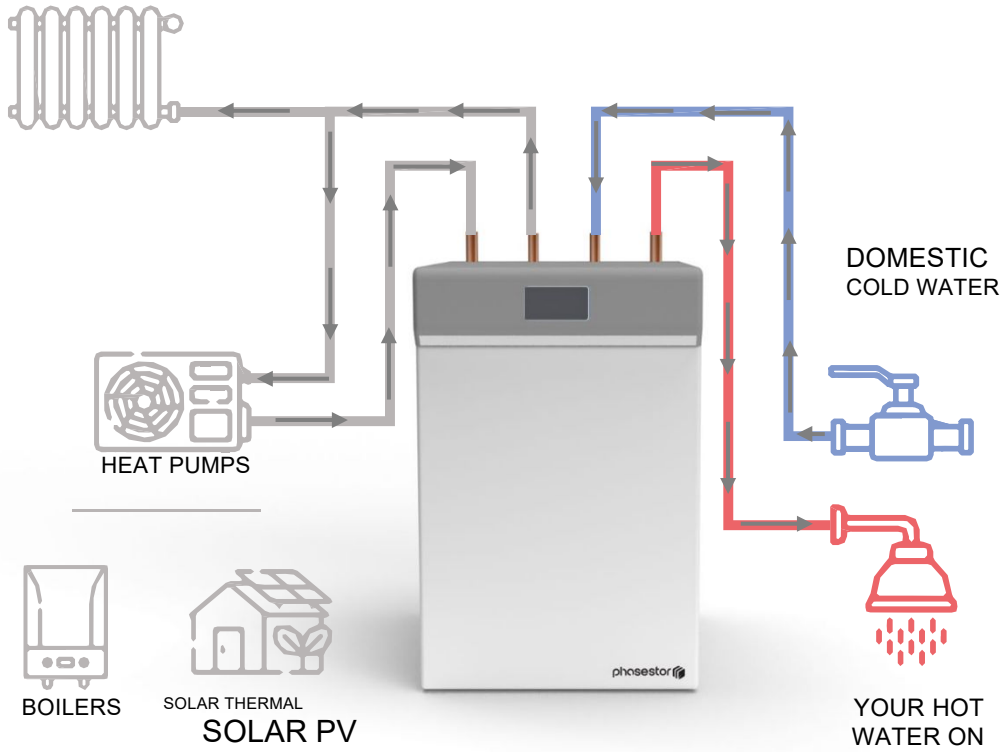 DOMESTIC
COLD WATER
HEAT PUMPS
phasestor
BOILERS
SOLAR THERMAL
SOLAR PV
YOUR HOT
WATER ON